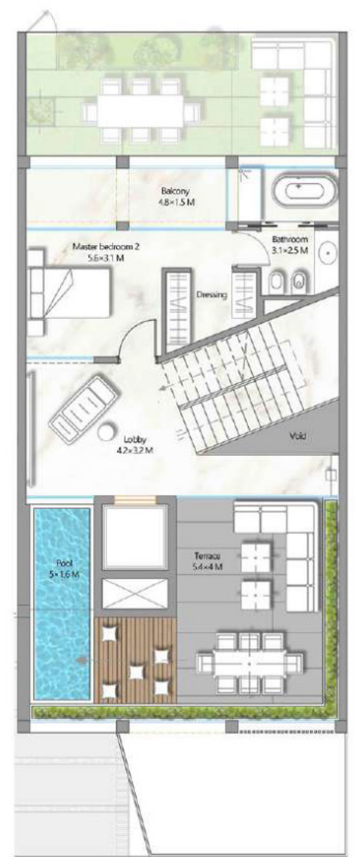 Balcony
4.8×1.5 M
Master bedroom 2
5.6×3.1 M
Bathroom
3.1×2.5 M
Dressing
Void
Lobby
4.2×3.2 M
Pool
5×1.6 M
Terrace
5.4×4 M